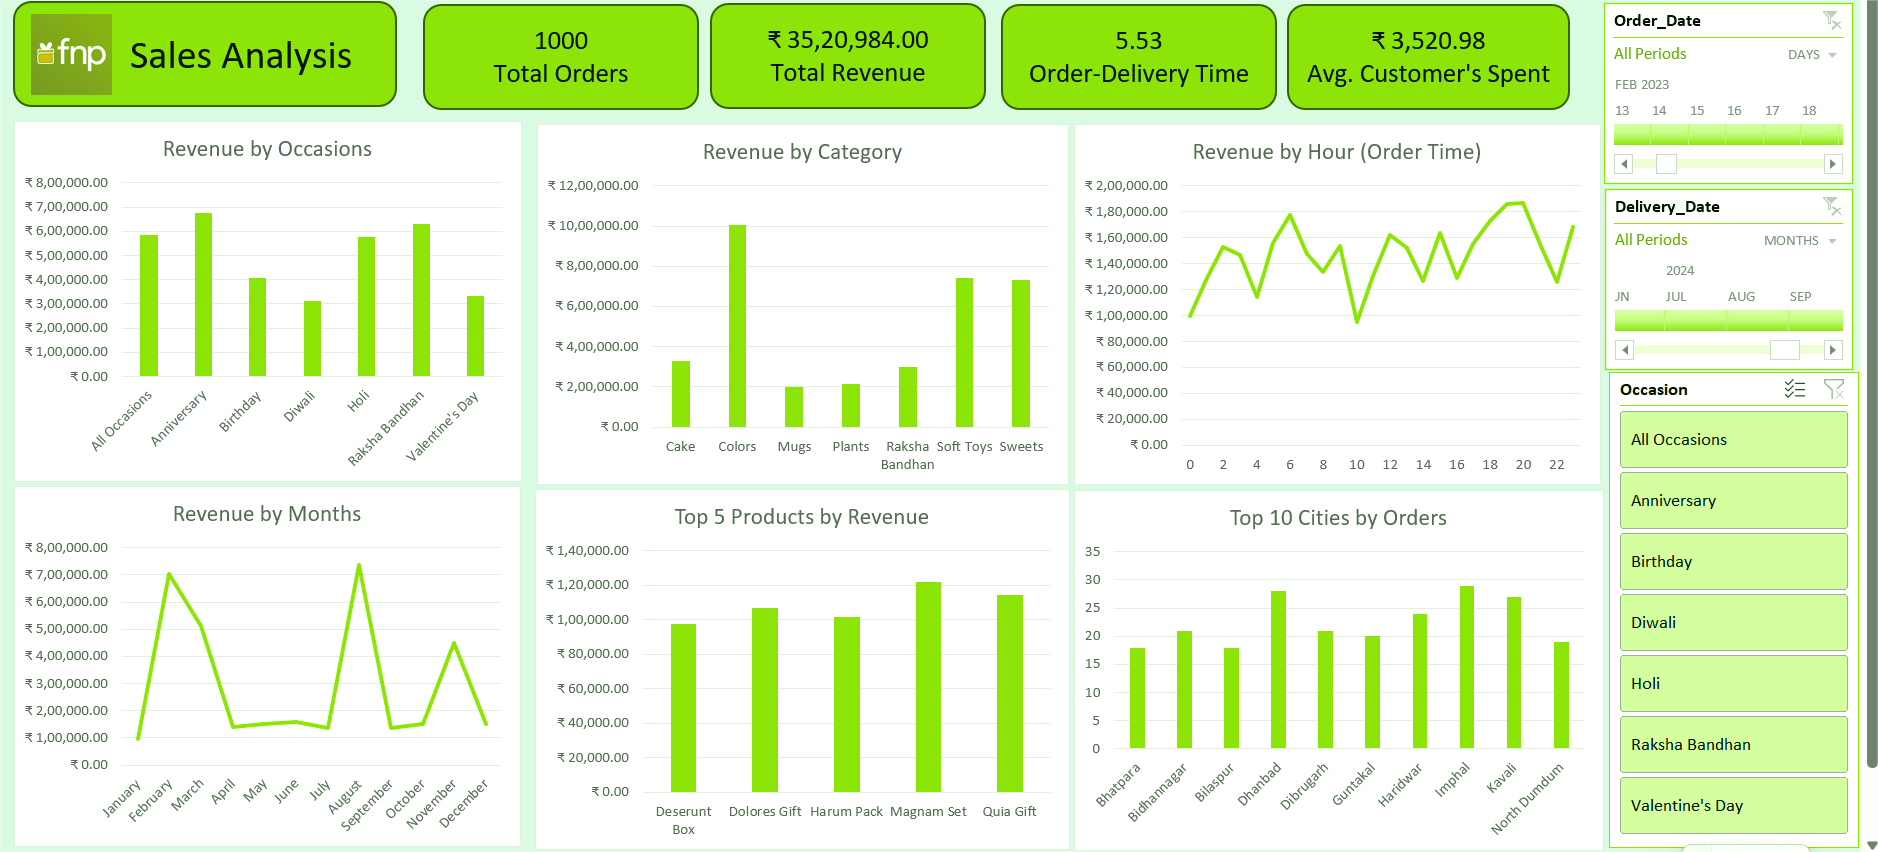 fnp
Sales Analysis
1000
Total Orders
₹ 35,20,984.00
Total Revenue
5.53
Order-Delivery Time
₹ 3,520.98
Avg. Customer's Spent
Order_Date
All Periods
DAYS
FEB 2023
13 14 15 16 17 18
Delivery_Date
All Periods
MONTHS
2024
JN JUL AUG SEP
Occasion
All Occasions
Anniversary
Birthday
Diwali
Holi
Raksha Bandhan
Valentine's Day
Revenue by Occasions
₹ 8,00,000.00
₹ 7,00,000.00
₹ 6,00,000.00
₹ 5,00,000.00
₹ 4,00,000.00
₹ 3,00,000.00
₹ 2,00,000.00
₹ 1,00,000.00
₹ 0.00
All Occasions
Anniversary
Birthday
Diwali
Holi
Raksha Bandhan
Valentine's Day
Revenue by Category
₹ 12,00,000.00
₹ 10,00,000.00
₹ 8,00,000.00
₹ 6,00,000.00
₹ 4,00,000.00
₹ 2,00,000.00
₹ 0.00
Cake Colors Mugs Plants Raksha Soft Toys Sweets
Bandhan
Revenue by Hour (Order Time)
₹ 2,00,000.00
₹ 1,80,000.00
₹ 1,60,000.00
₹ 1,40,000.00
₹ 1,20,000.00
₹ 1,00,000.00
₹ 80,000.00
₹ 60,000.00
₹ 40,000.00
₹ 20,000.00
₹ 0.00
0 2 4 6 8 10 12 14 16 18 20 22
Revenue by Months
₹ 8,00,000.00
₹ 7,00,000.00
₹ 6,00,000.00
₹ 5,00,000.00
₹ 4,00,000.00
₹ 3,00,000.00
₹ 2,00,000.00
₹ 1,00,000.00
₹ 0.00
January
February
March
April
May
June
July
August
September
October
November
December
Top 5 Products by Revenue
₹ 1,40,000.00
₹ 1,20,000.00
₹ 1,00,000.00
₹ 80,000.00
₹ 60,000.00
₹ 40,000.00
₹ 20,000.00
₹ 0.00
Deserunt Dolores Gift Harum Pack Magnam Set Quia Gift
Box
Top 10 Cities by Orders
35
30
25
20
15
10
5
0
Bhatpara
Bidhannagar
Bilaspur
Dhanbad
Dibrugarh
Guntakal
Haridwar
Imphal
Kavali
North Dumdum